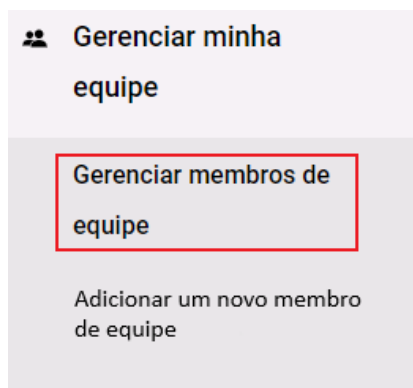 Gerenciar minha
equipe
Gerenciar membros de
equipe
Adicionar um novo membro
de equipe